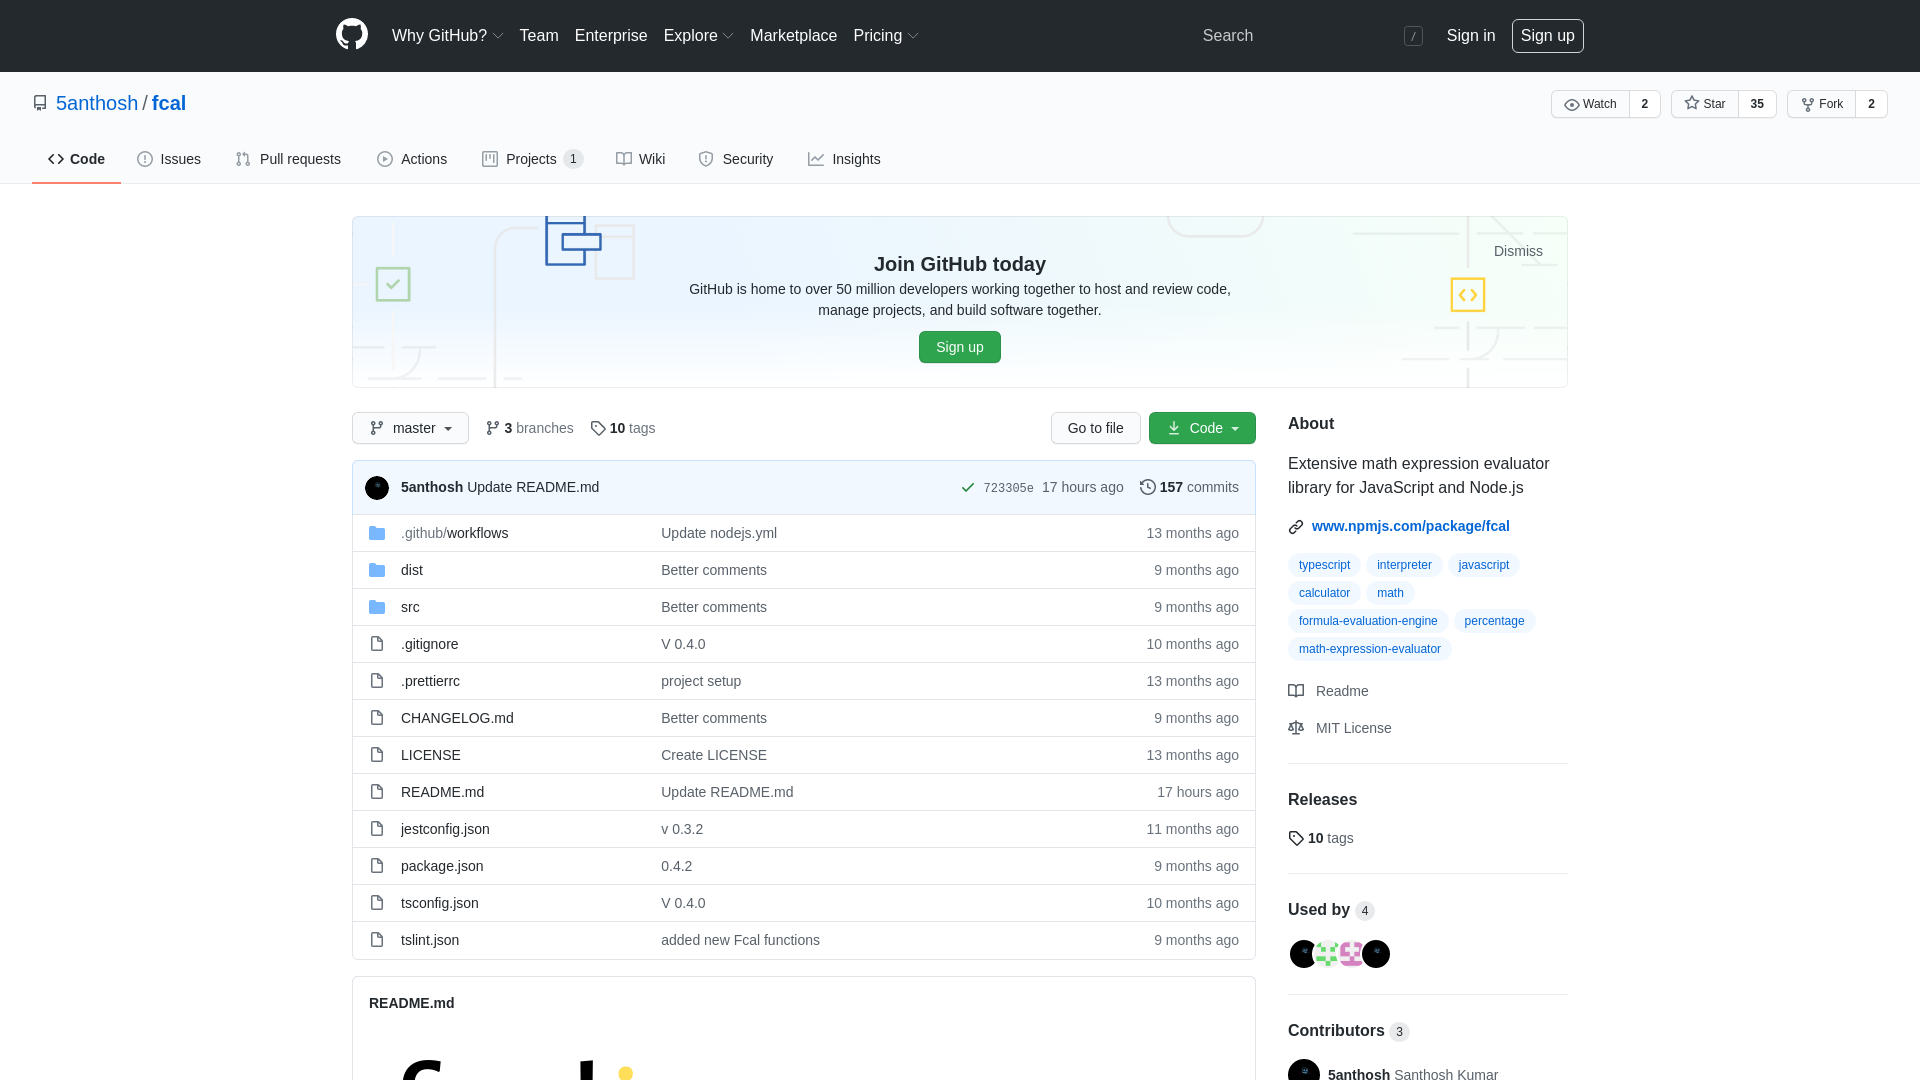 Why GitHub? Team Enterprise Explore Marketplace Pricing Search / Sign in Sign up
5anthosh / fcal Watch 2 Star 35 Fork 2
Code Issues Pull requests Actions Projects 1 Wiki Security Insights
Dismiss
Join GitHub today
GitHub is home to over 50 million developers working together to host and review code,
manage projects, and build software together.
Sign up
master 3 branches 10 tags Go to file Code
5anthosh Update README.md 723305e 17 hours ago 157 commits
.github/workflows Update nodejs.yml 13 months ago
dist Better comments 9 months ago
src Better comments 9 months ago
.gitignore V 0.4.0 10 months ago
.prettierrc project setup 13 months ago
CHANGELOG.md Better comments 9 months ago
LICENSE Create LICENSE 13 months ago
README.md Update README.md 17 hours ago
jestconfig.json v 0.3.2 11 months ago
package.json 0.4.2 9 months ago
tsconfig.json V 0.4.0 10 months ago
tslint.json added new Fcal functions 9 months ago
README.md
About
Extensive math expression evaluator
library for JavaScript and Node.js
www.npmjs.com/package/fcal
typescript interpreter javascript
calculator math
formula-evaluation-engine percentage
math-expression-evaluator
Readme
MIT License
Releases
10 tags
Used by 4
Contributors 3
5anthosh Santhosh Kumar